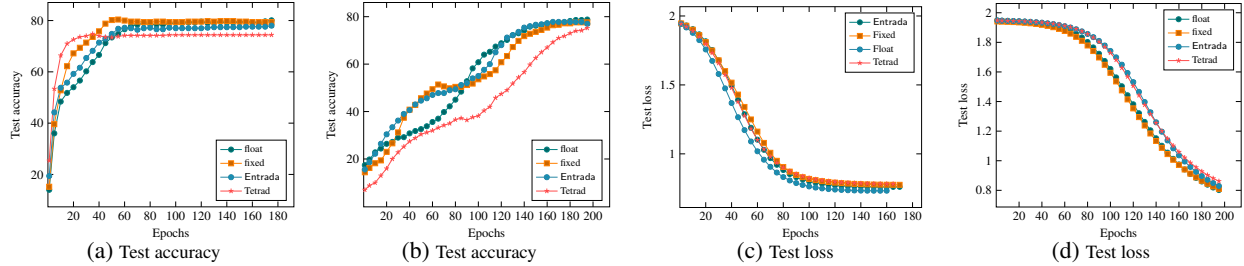 80
60
40
20
Test accuracy
float
fixed
Entrada
Tetrad
20 40 60 80 100 120 140 160 180
Epochs
(a) Test accuracy
80
60
40
20
Test accuracy
float
fixed
Entrada
Tetrad
20 40 60 80 100 120 140 160 180 200
Epochs
(b) Test accuracy
2
1.5
1
Test loss
Entrada
Fixed
Float
Tetrad
20 40 60 80 100 120 140 160 180
Epochs
(c) Test loss
2
1.8
1.6
1.4
1.2
1
0.8
Test loss
float
fixed
Entrada
Tetrad
20 40 60 80 100 120 140 160 180 200
Epochs
(d) Test loss